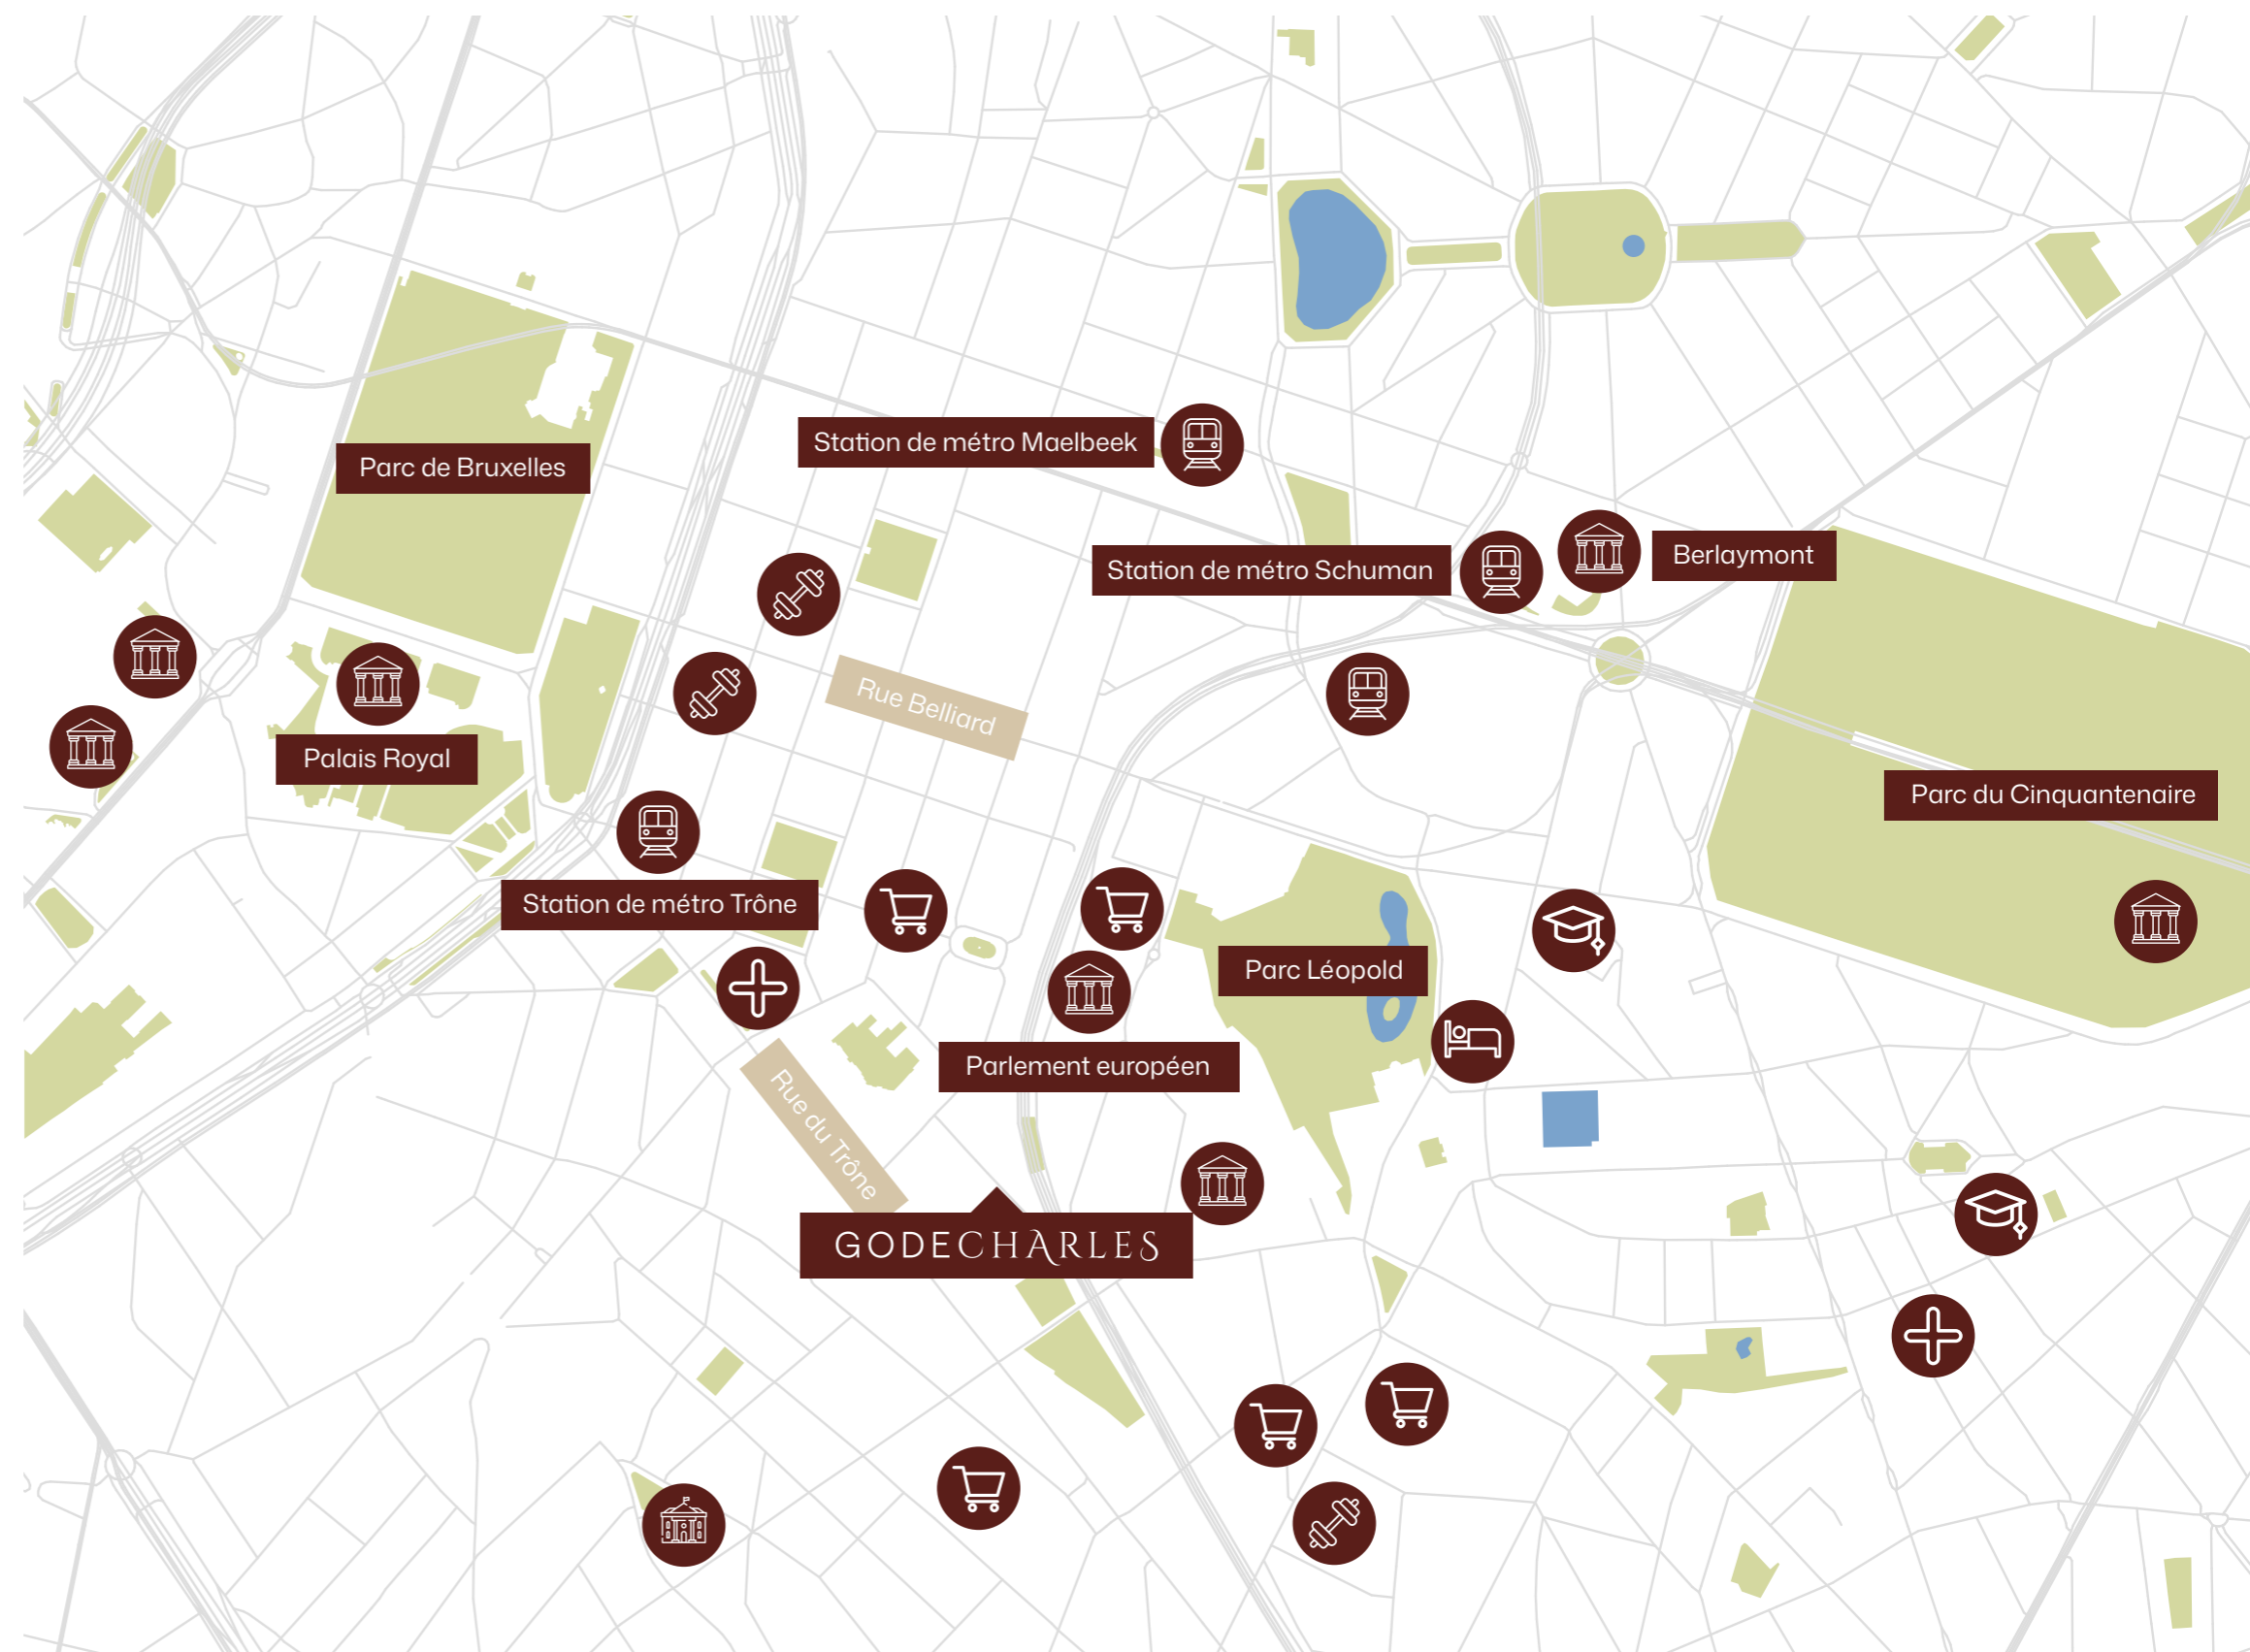 Station de métro Maelbeek
Parc de Bruxelles
Station de métro Schuman
Berlaymont
Rue Belliard
Palais Royal
Parc du Cinquantenaire
Station de métro Trône
Parc Léopold
Parlement européen
Rue du Trône
GODECHARLES